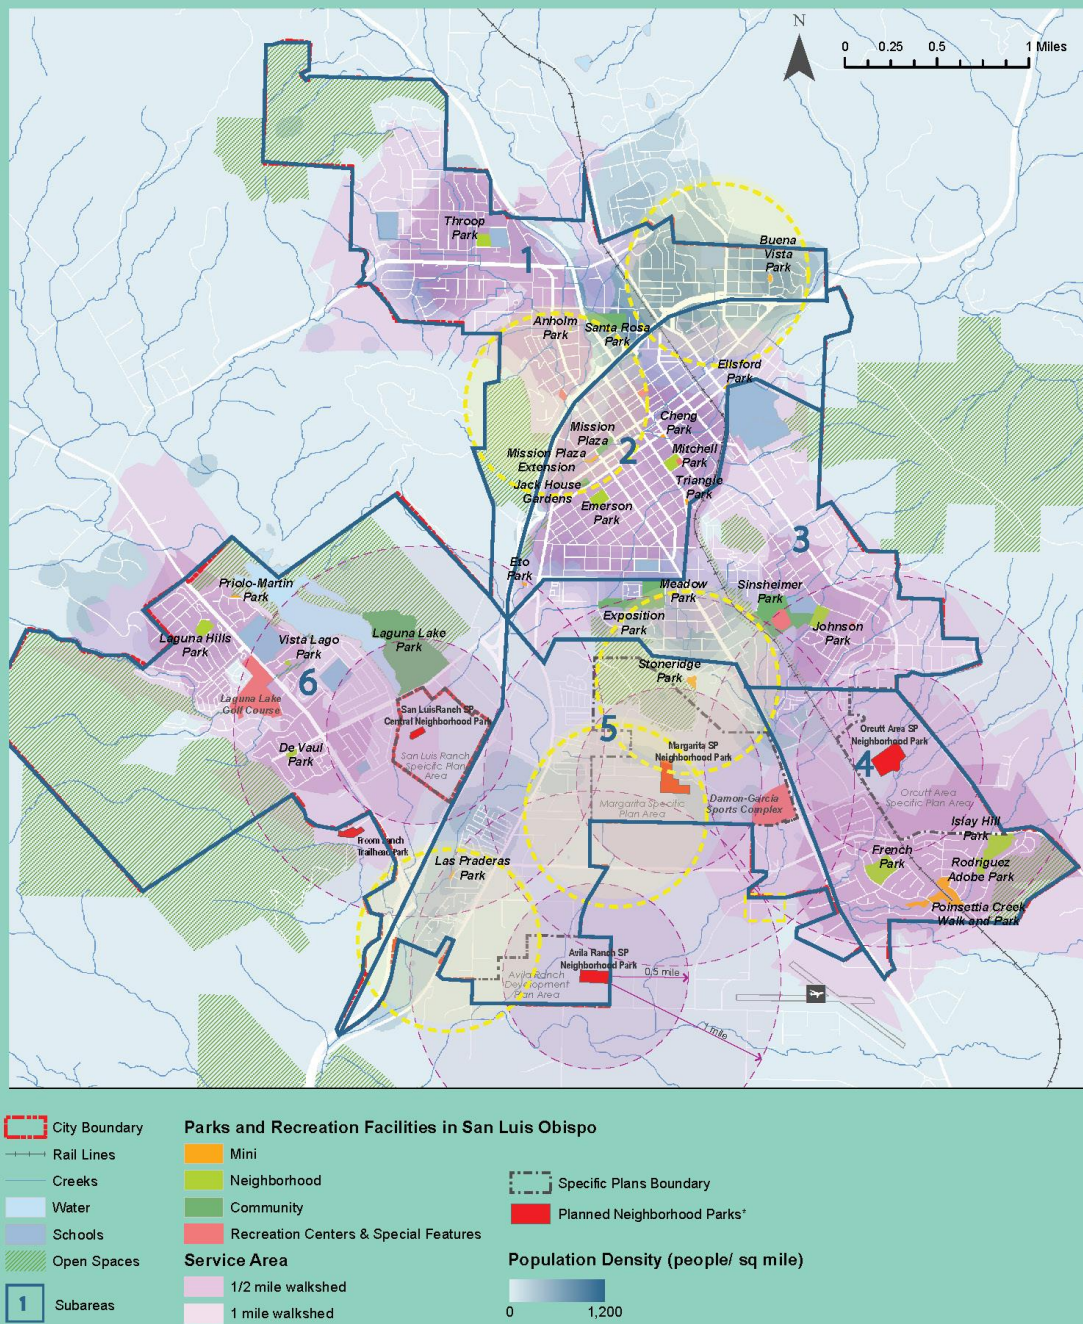 N
0 0.25 0.5 1 Miles
Throop
Park
1
Buena
Vista
Park
Anholm
Park
Santa Rosa
Park
Ellsford
Park
Cheng
Park
Mission
Plaza
2
Mitchell
Park
Mission Plaza
Extension
Triangle
Park
Jack House
Gardens
Emerson
Park
3
Eto
Park
Meadow
Park
Sinsheimer
Park
Priolo-Martin
Park
Exposition
Park
Johnson
Park
Laguna Hills
Park
Vista Lago
Park
Laguna Lake
Park
Stoneridge
Park
6
Laguna Lake
Golf Course
San LuisRanch SP
Central Neighborhood Park
De Vaul
Park
San Luis Ranch
Specific Plan
Area
5
Margarita SP
Neighborhood Park
Orcutt Area SP
Neighborhood Park
4
Margarita Specific
Plan Area
Damon-Garcia
Sports Complex
Orcutt Area
Specific Plan Area
Islay Hill
Park
Froom Ranch
Trailhead Park
French
Park
Las Praderas
Park
Rodriguez
Adobe Park
Poinsettia Creek
Walk and Park
Avila Ranch SP
Neighborhood Park
0.5 mile
Avila Ranch
Development
Plan Area
1 mile
City Boundary
Rail Lines
Creeks
Water
Schools
Open Spaces
1 Subareas
Parks and Recreation Facilities in San Luis Obispo
Mini
Neighborhood
Community
Recreation Centers & Special Features
Service Area
1/2 mile walkshed
1 mile walkshed
Specific Plans Boundary
Planned Neighborhood Parks*
Population Density (people/ sq mile)
0 1,200